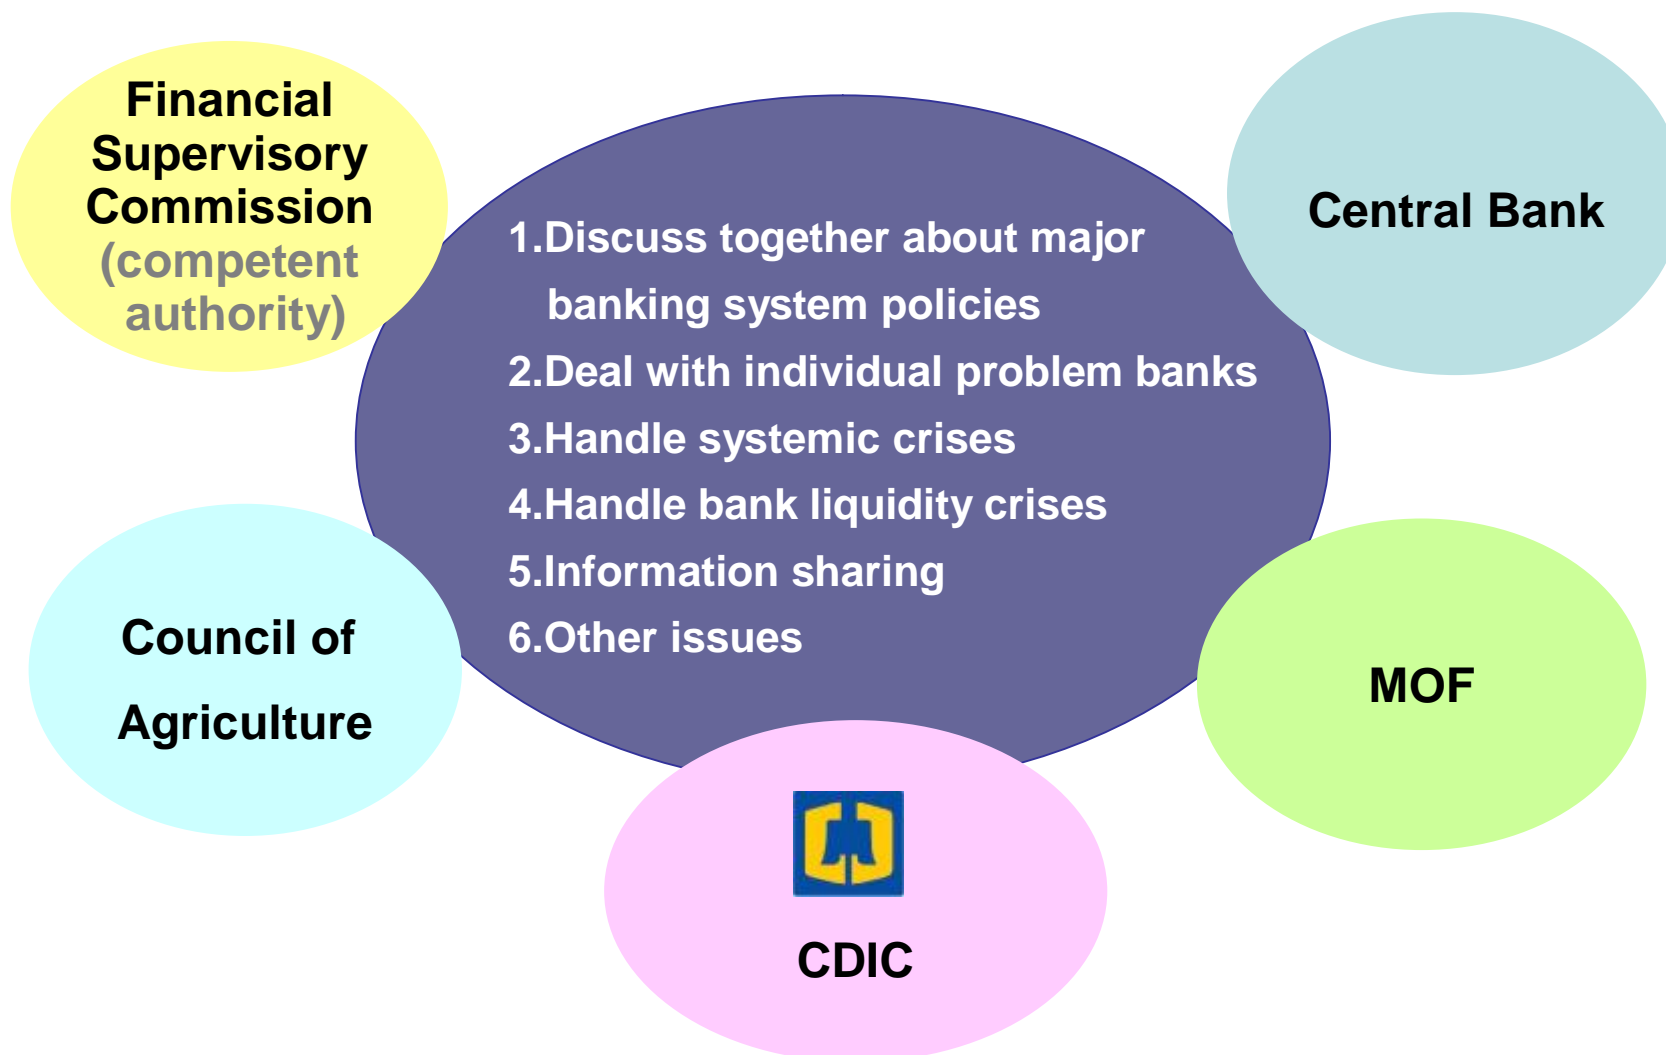 Financial
Supervisory
Commission
(competent
authority)
Central Bank
1.Discuss together about major
banking system policies
2.Deal with individual problem banks
3.Handle systemic crises
4.Handle bank liquidity crises
5.Information sharing
6.Other issues
Council of
Agriculture
MOF
CDIC